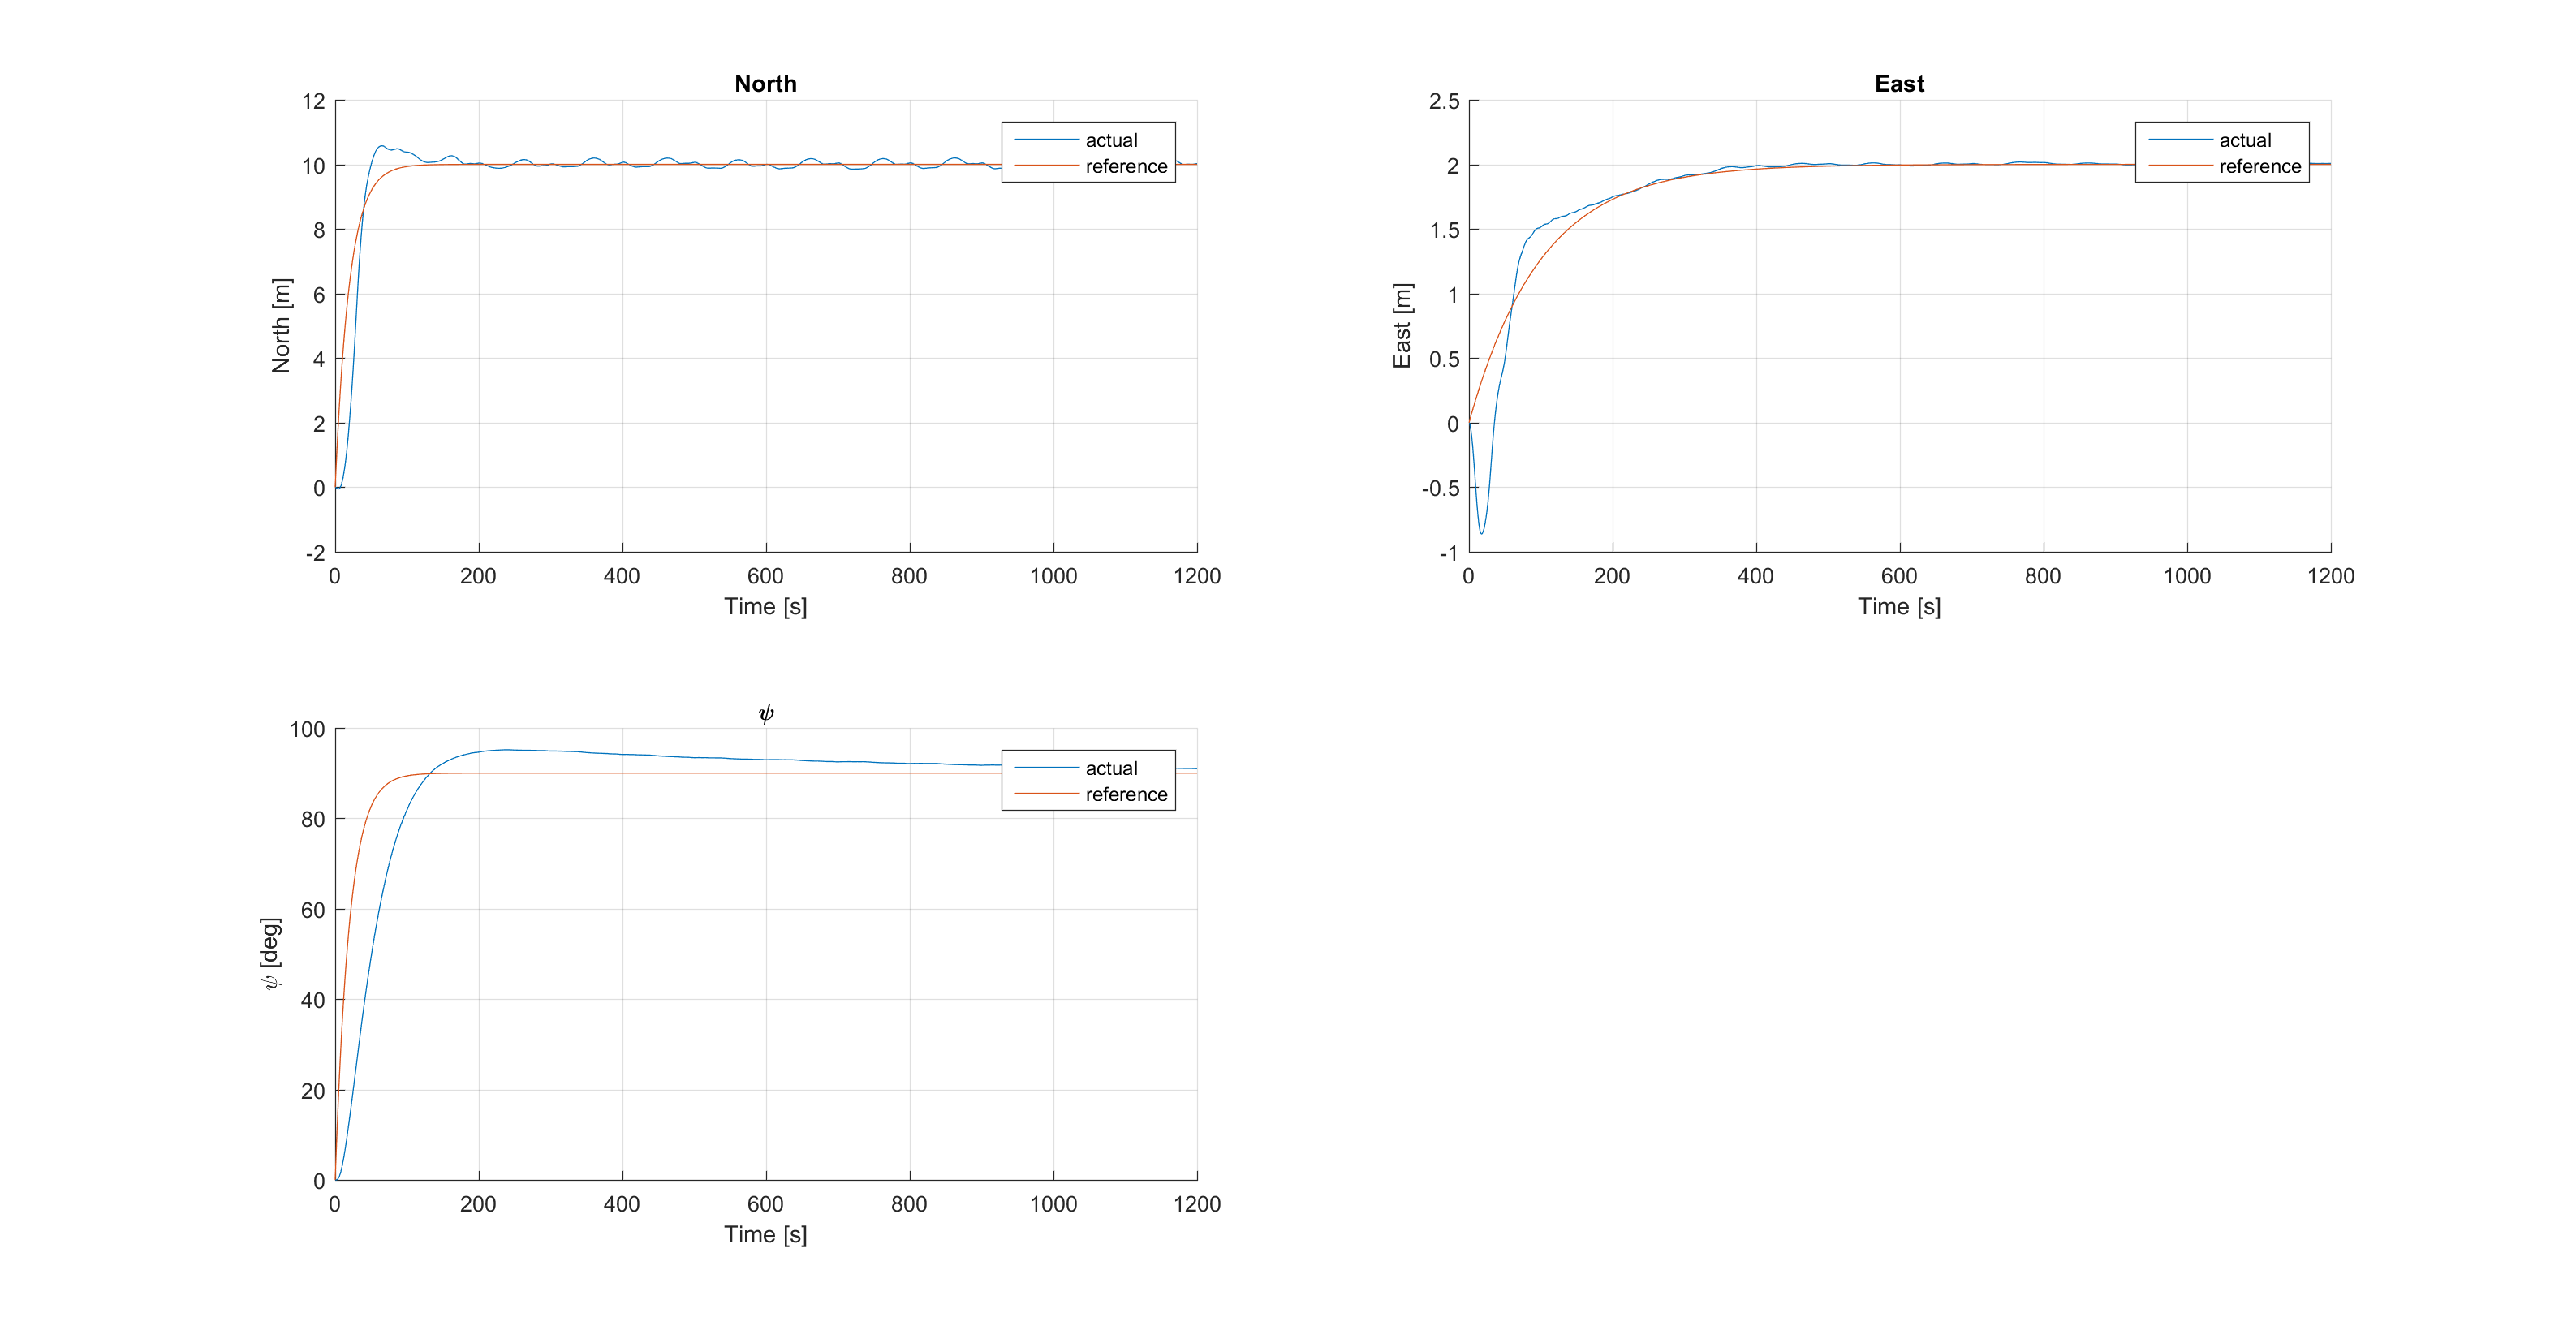 North
12
10
8
6
4
2
0
-2
North [m]
0 200 400 600 800 1000 1200
Time [s]
actual
reference
East
2.5
2
1.5
1
0.5
0
-0.5
-1
East [m]
0 200 400 600 800 1000 1200
Time [s]
actual
reference
ψ
100
80
60
40
20
0
ψ [deg]
0 200 400 600 800 1000 1200
Time [s]
actual
reference